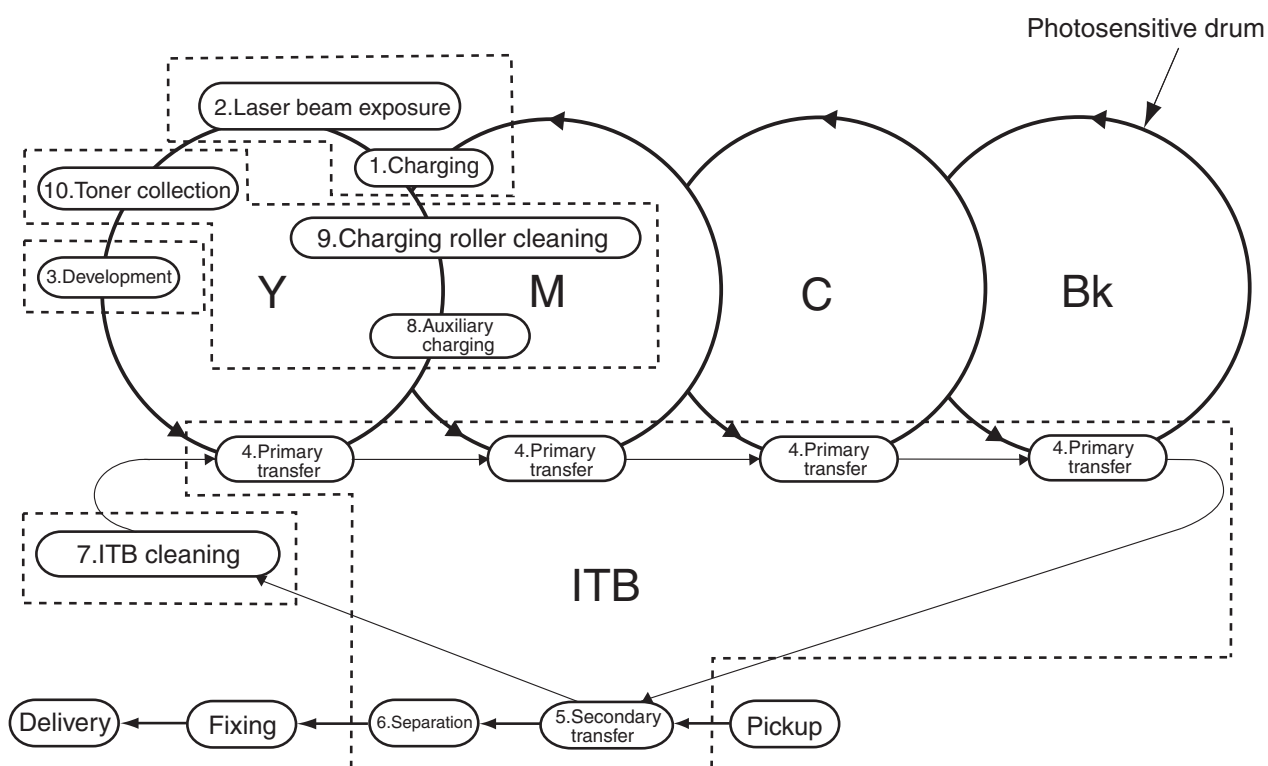 Photosensitive drum
2.Laser beam exposure
1.Charging
10.Toner collection
9.Charging roller cleaning
3.Development
Y
M
C
Bk
8.Auxiliary
charging
4.Primary
transfer
4.Primary
transfer
4.Primary
transfer
4.Primary
transfer
7.ITB cleaning
ITB
Delivery
Fixing
6.Separation
5.Secondary
transfer
Pickup